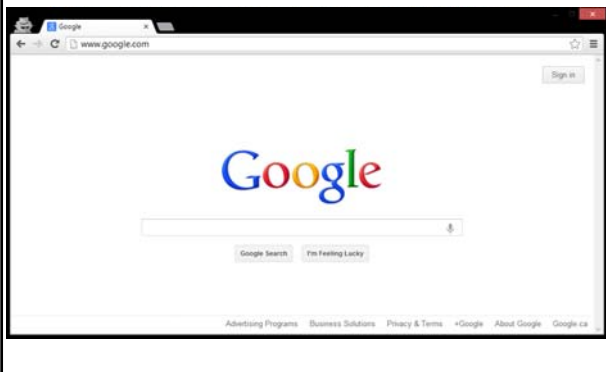 Google
www.google.com
Sign in
Google
Google Search I'm Feeling Lucky
Advertising Programs Business Solutions Privacy & Terms +Google About Google Google.ca